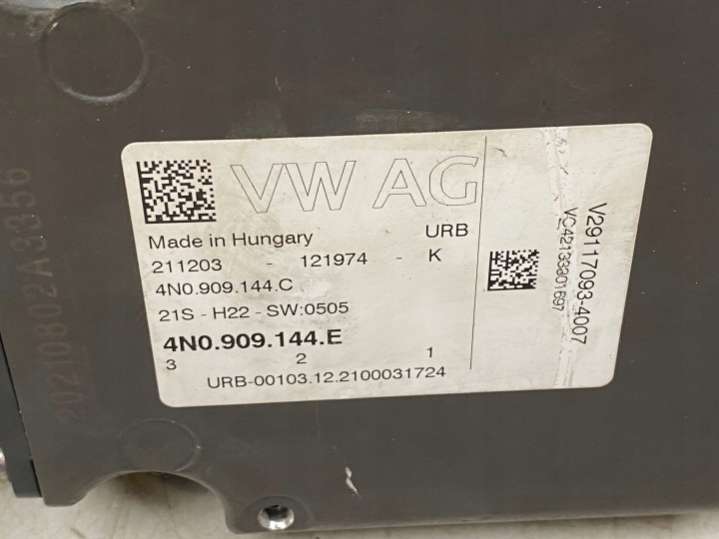 VW AG
Made in Hungary URB
211203 - 121974 - K
4N0.909.144.C
21S - H22 - SW:0505
4N0.909.144.E
3 2 1
URB-00103.12.2100031724
V29117093-4007
VC42133801697
20210802A3356